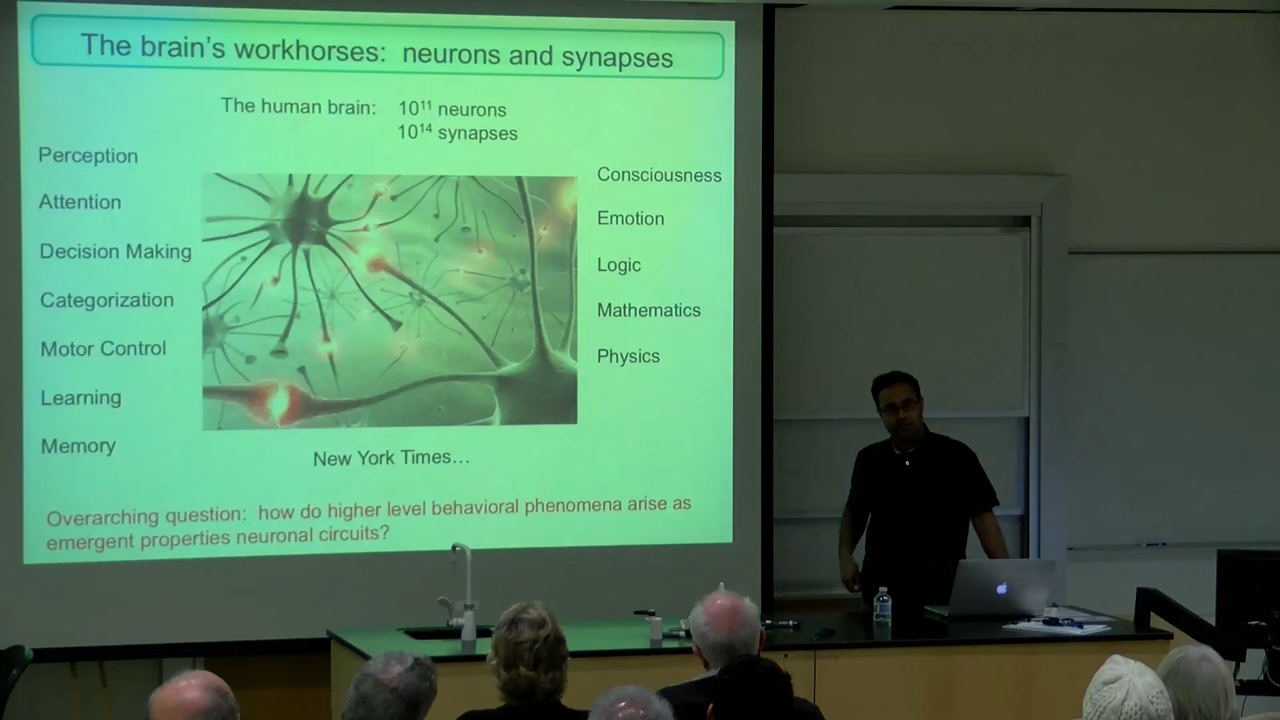 The brain's workhorses: neurons and synapses
The human brain: 10¹¹ neurons
10¹⁴ synapses
Perception
Attention
Decision Making
Categorization
Motor Control
Learning
Memory
Consciousness
Emotion
Logic
Mathematics
Physics
New York Times...
Overarching question: how do higher level behavioral phenomena arise as
emergent properties neuronal circuits?